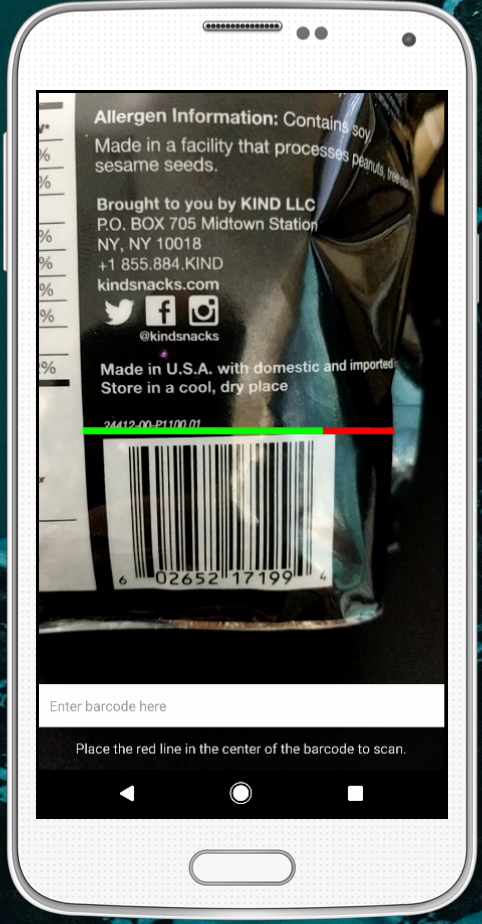 Allergen Information: Contains soy.
Made in a facility that processes peanuts, tree
sesame seeds.
Brought to you by KIND LLC
P.O. BOX 705 Midtown Station
NY, NY 10018
+1 855.884.KIND
kindsnacks.com
@kindsnacks
Made in U.S.A. with domestic and imported
Store in a cool, dry place
24412-00-P1100.01
%
%
%
%
%
%
%
6 02652 17199 4
Enter barcode here
Place the red line in the center of the barcode to scan.